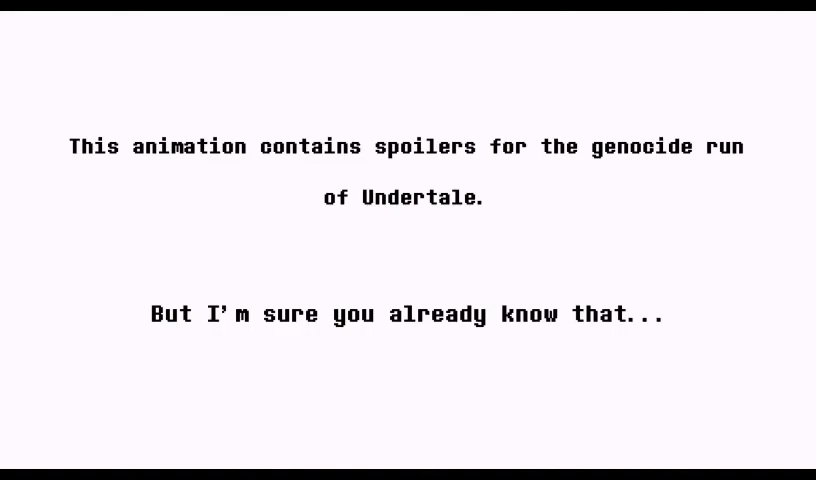 This animation contains spoilers for the genocide run
of Undertale.
But I'm sure you already know that...